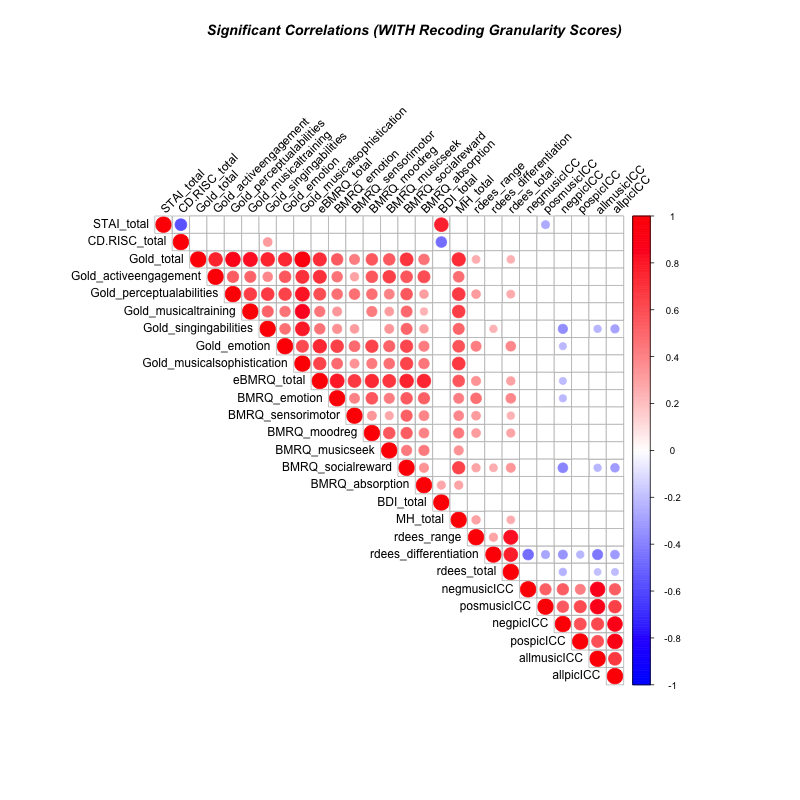 Significant Correlations (WITH Recoding Granularity Scores)
STAI_total
CD.RISC_total
Gold_total
Gold_activeengagement
Gold_perceptualabilities
Gold_musicaltraining
Gold_singingabilities
Gold_emotion
Gold_musicalsophistication
eBMRQ_total
BMRQ_emotion
BMRQ_sensorimotor
BMRQ_moodreg
BMRQ_musicseek
BMRQ_socialreward
BMRQ_absorption
BDI_total
MH_total
rdees_range
rdees_differentiation
rdees_total
negmusicICC
posmusicICC
negpicICC
pospicICC
allmusicICC
allpicICC
STAI_total
CD.RISC_total
Gold_total
Gold_activeengagement
Gold_perceptualabilities
Gold_musicaltraining
Gold_singingabilities
Gold_emotion
Gold_musicalsophistication
eBMRQ_total
BMRQ_emotion
BMRQ_sensorimotor
BMRQ_moodreg
BMRQ_musicseek
BMRQ_socialreward
BMRQ_absorption
BDI_total
MH_total
rdees_range
rdees_differentiation
rdees_total
negmusicICC
posmusicICC
negpicICC
pospicICC
allmusicICC
allpicICC
1
0.8
0.6
0.4
0.2
0
-0.2
-0.4
-0.6
-0.8
-1